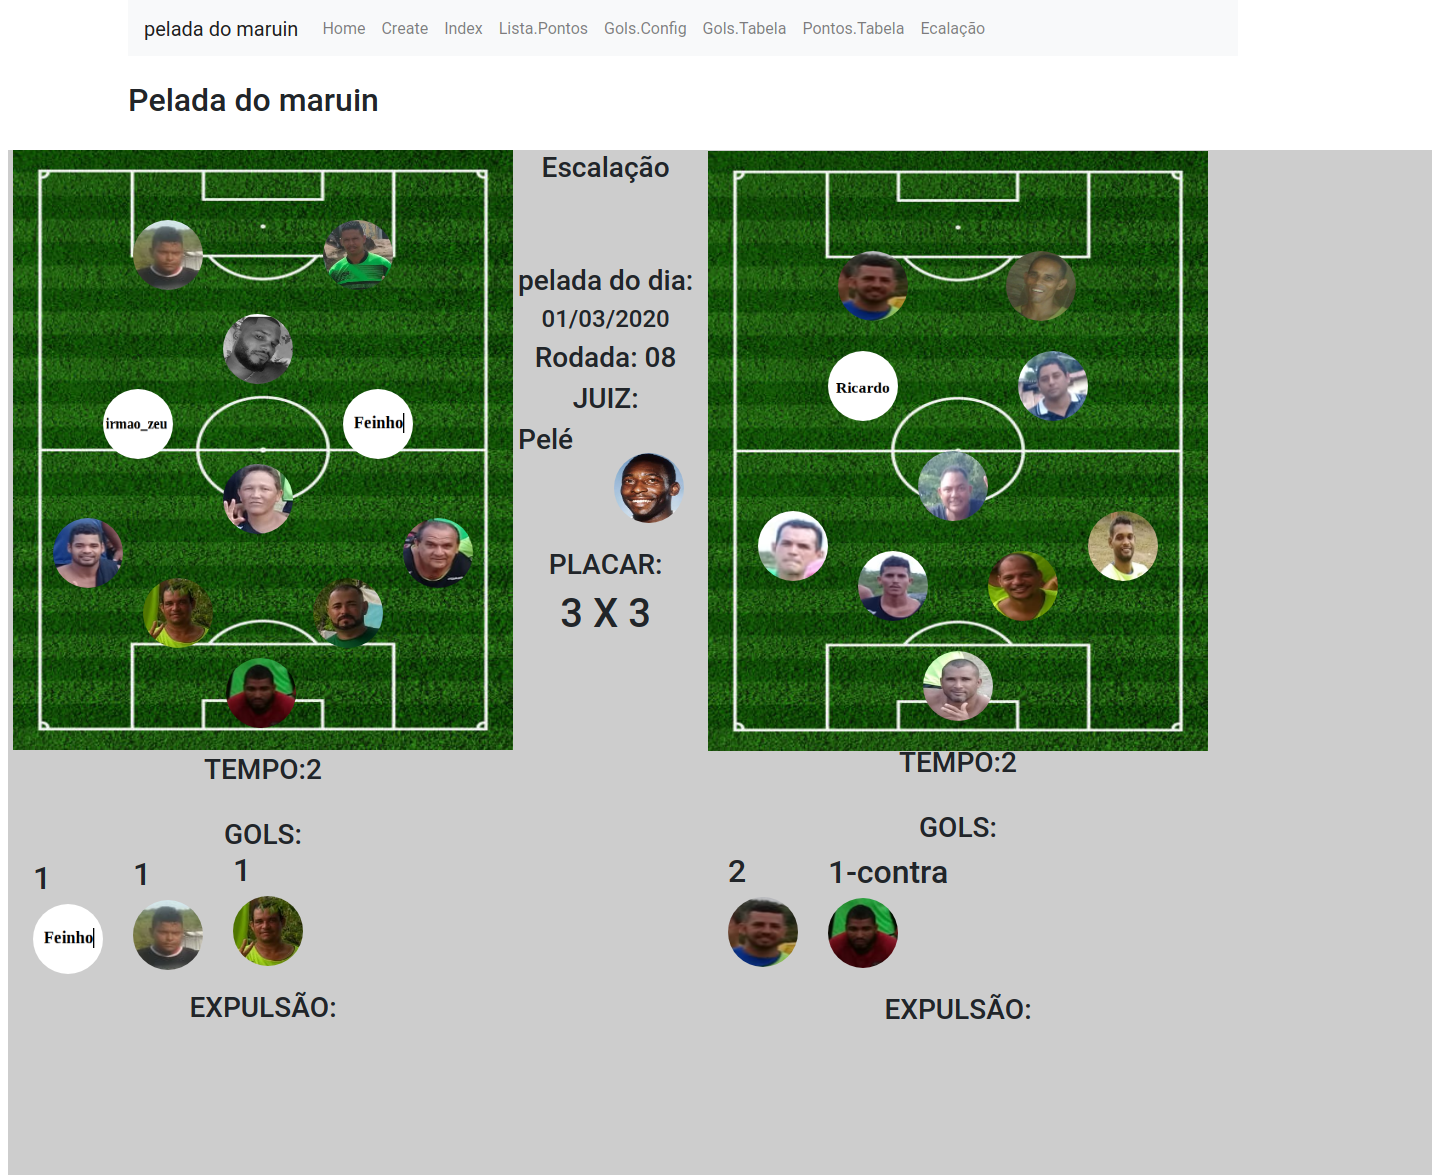 pelada do maruin Home Create Index Lista.Pontos Gols.Config Gols.Tabela Pontos.Tabela Ecalação
Pelada do maruin
Escalação
pelada do dia:
01/03/2020
Rodada: 08
JUIZ:
Pelé
PLACAR:
3 X 3
irmao_zeu
Feinho
Ricardo
TEMPO:2
GOLS:
1 1 1
Feinho
EXPULSÃO:
TEMPO:2
GOLS:
2 1-contra
EXPULSÃO: